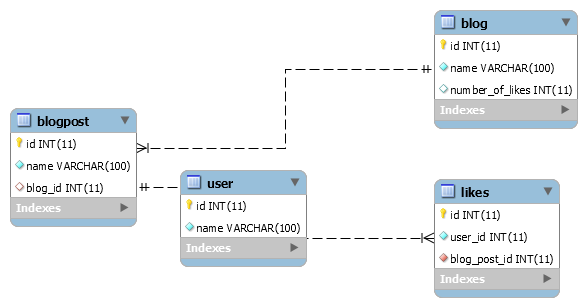 blog
id INT(11)
name VARCHAR(100)
number_of_likes INT(11)
Indexes
blogpost
id INT(11)
name VARCHAR(100)
blog_id INT(11)
Indexes
user
id INT(11)
name VARCHAR(100)
Indexes
likes
id INT(11)
user_id INT(11)
blog_post_id INT(11)
Indexes